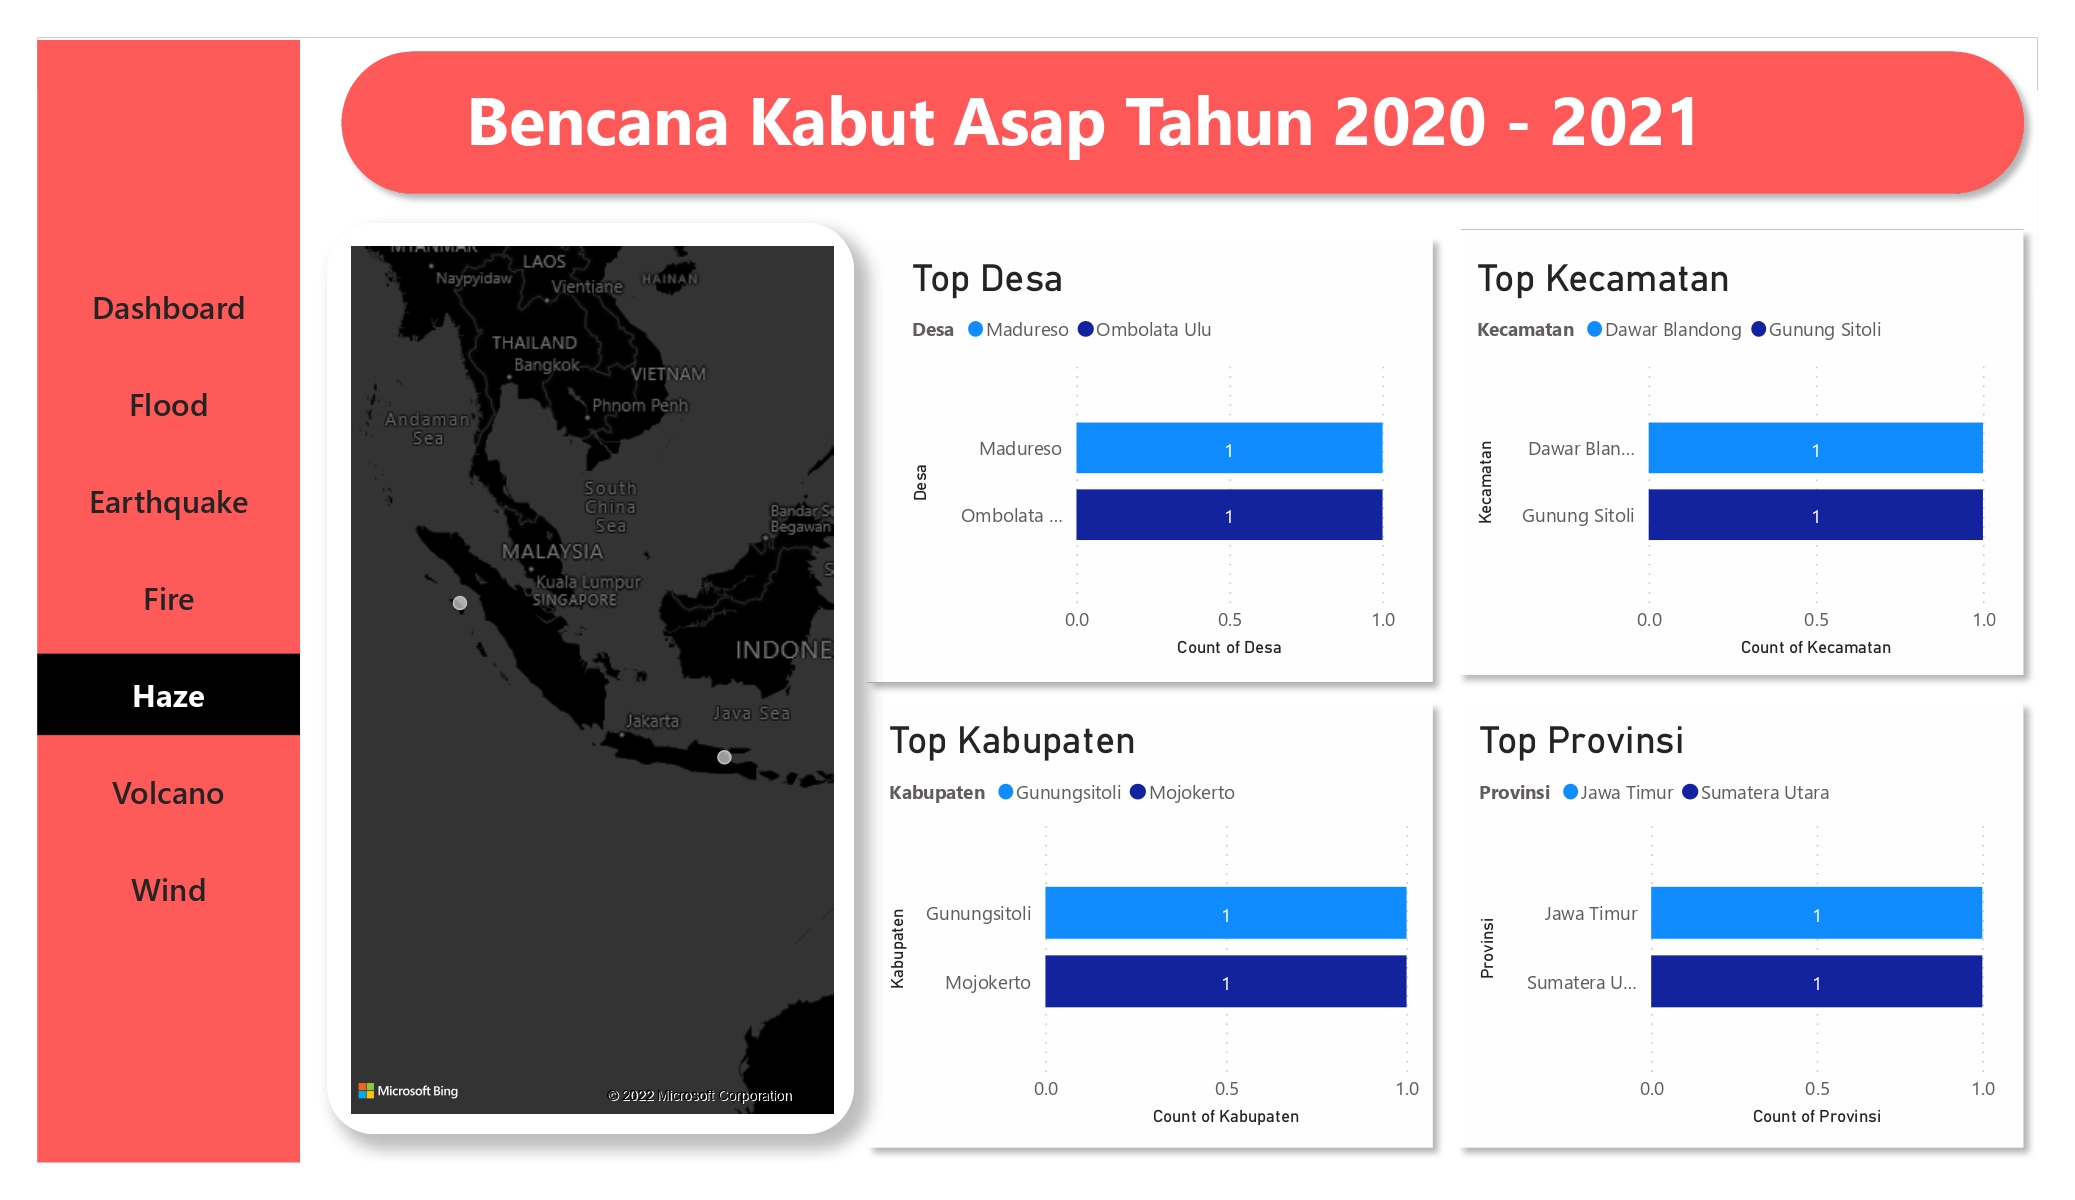 Bencana Kabut Asap Tahun 2020 - 2021
Dashboard
Flood
Earthquake
Fire
Haze
Volcano
Wind
MYANMAR
Naypyidaw
LAOS
Vientiane
HAINAN
THAILAND
Bangkok
VIETNAM
Phnom Penh
Andaman
Sea
South
China
Sea
Bandar Se
Begawan
MALAYSIA
Kuala Lumpur
SINGAPORE
S
INDONE
Jakarta
Java Sea
Microsoft Bing
© 2022 Microsoft Corporation
Top Desa
Desa Madureso Ombolata Ulu
Desa
Madureso 1
Ombolata ... 1
0.0 0.5 1.0
Count of Desa
Top Kecamatan
Kecamatan Dawar Blandong Gunung Sitoli
Kecamatan
Dawar Blan... 1
Gunung Sitoli 1
0.0 0.5 1.0
Count of Kecamatan
Top Kabupaten
Kabupaten Gunungsitoli Mojokerto
Kabupaten
Gunungsitoli 1
Mojokerto 1
0.0 0.5 1.0
Count of Kabupaten
Top Provinsi
Provinsi Jawa Timur Sumatera Utara
Provinsi
Jawa Timur 1
Sumatera U... 1
0.0 0.5 1.0
Count of Provinsi